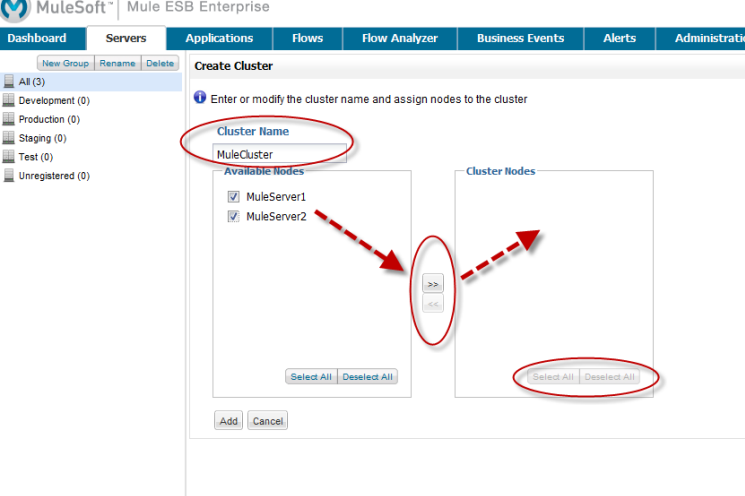 MuleSoft™ | Mule ESB Enterprise
Dashboard Servers Applications Flows Flow Analyzer Business Events Alerts Administratio
New Group Rename Delete
Create Cluster
All (3)
Development (0)
Production (0)
Staging (0)
Test (0)
Unregistered (0)
Enter or modify the cluster name and assign nodes to the cluster
Cluster Name
MuleCluster
Available Nodes Cluster Nodes
MuleServer1
MuleServer2
>>
<<
Select All Deselect All Select All Deselect All
Add Cancel